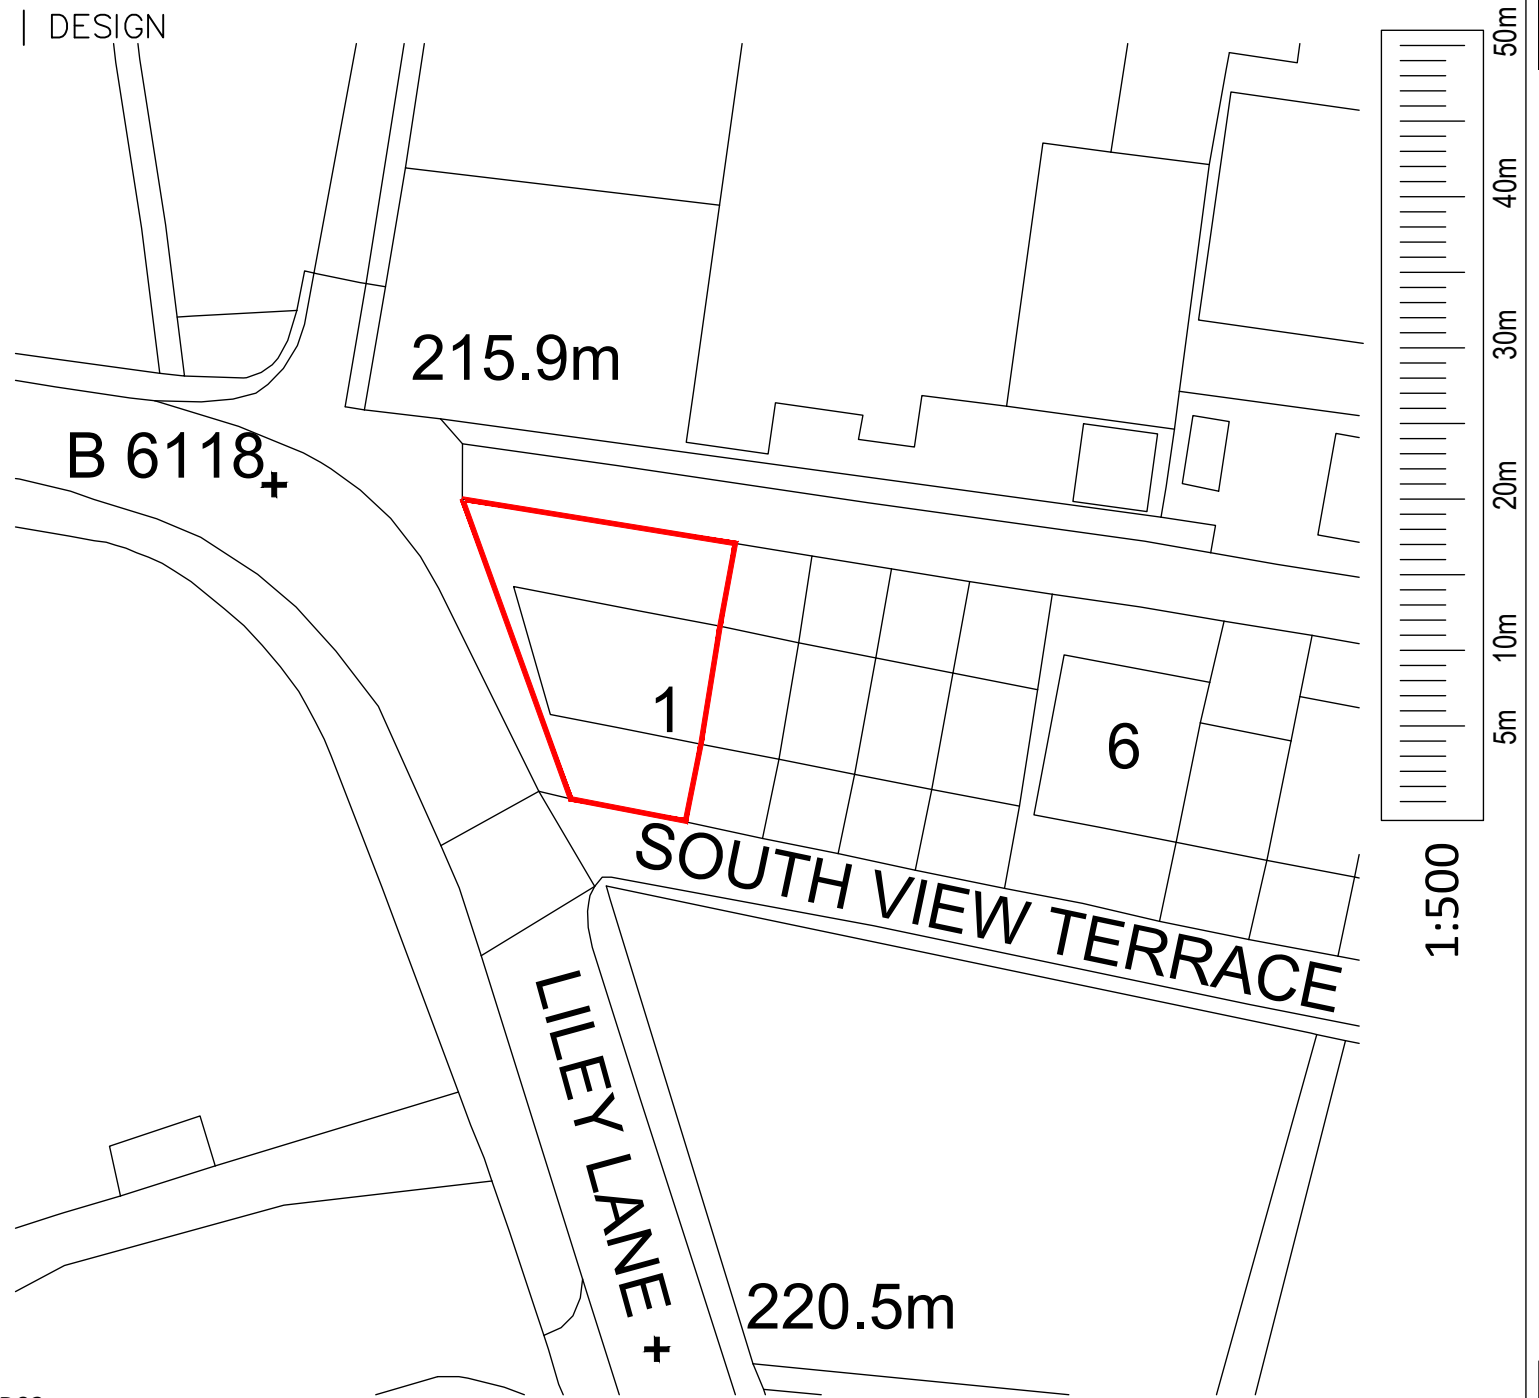 | DESIGN
50m
40m
30m
20m
10m
5m
1:500
215.9m
B 6118
+
1
6
SOUTH VIEW TERRACE
LILEY LANE
+
220.5m